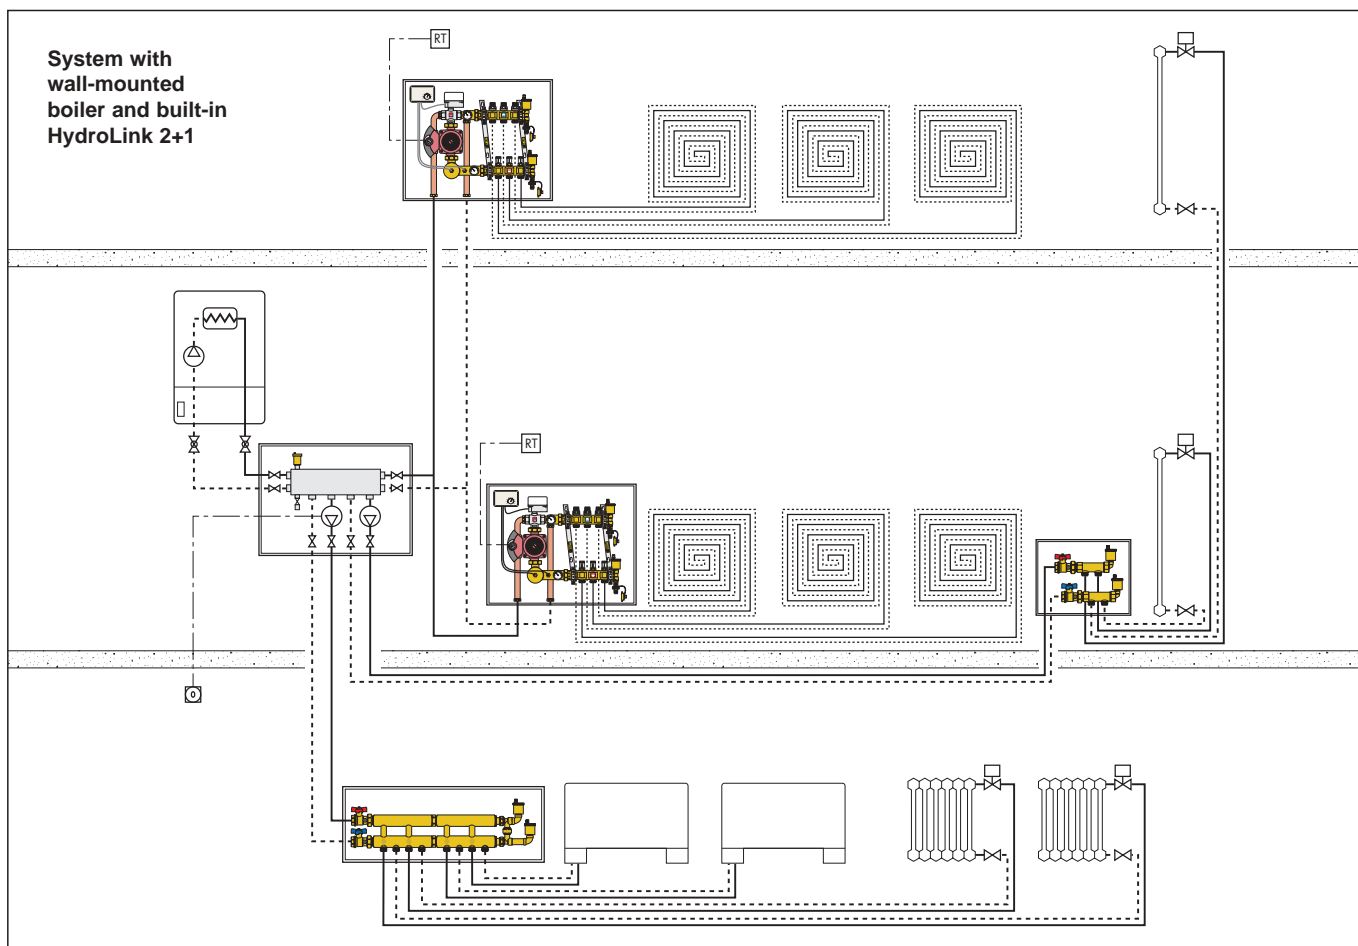 System with
wall-mounted
boiler and built-in
HydroLink 2+1
RT
RT
0